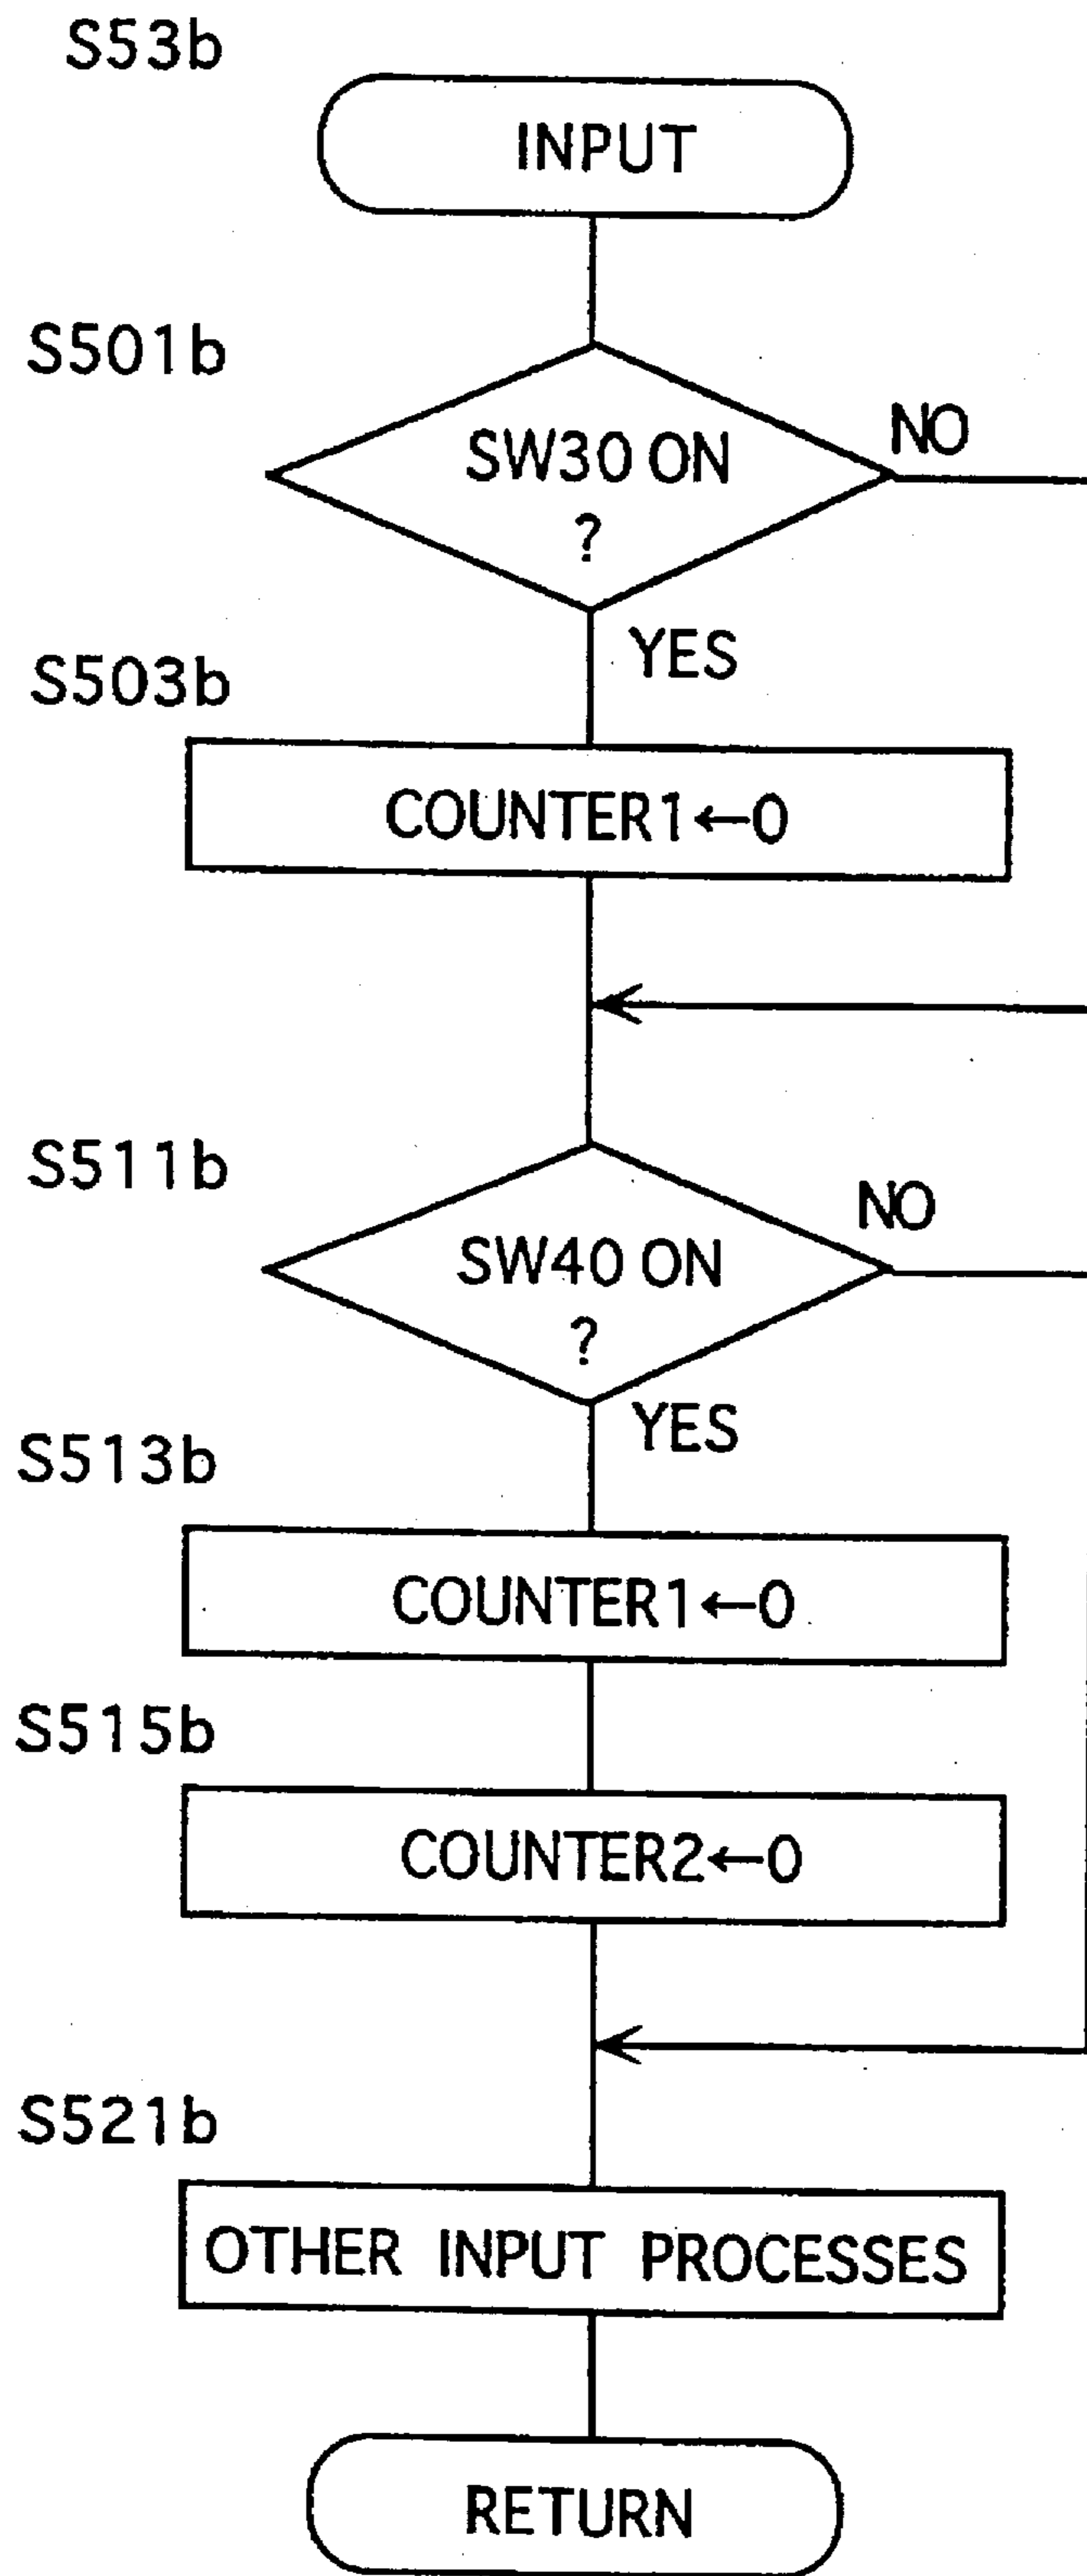 S53b
INPUT
S501b
SW30 ON
?
NO
YES
S503b
COUNTER1←0
S511b
SW40 ON
?
NO
YES
S513b
COUNTER1←0
S515b
COUNTER2←0
S521b
OTHER INPUT PROCESSES
RETURN